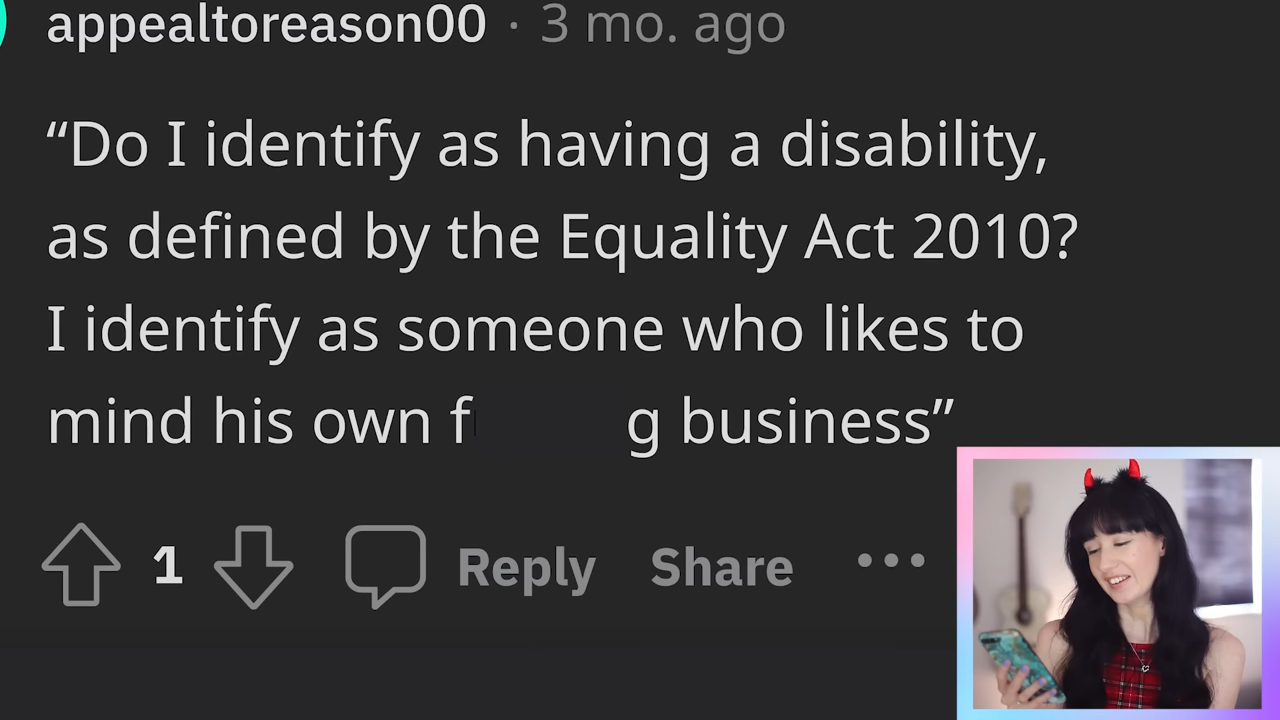 appealtoreason00 · 3 mo. ago
“Do I identify as having a disability,
as defined by the Equality Act 2010?
I identify as someone who likes to
mind his own f g business”
1 Reply Share •••